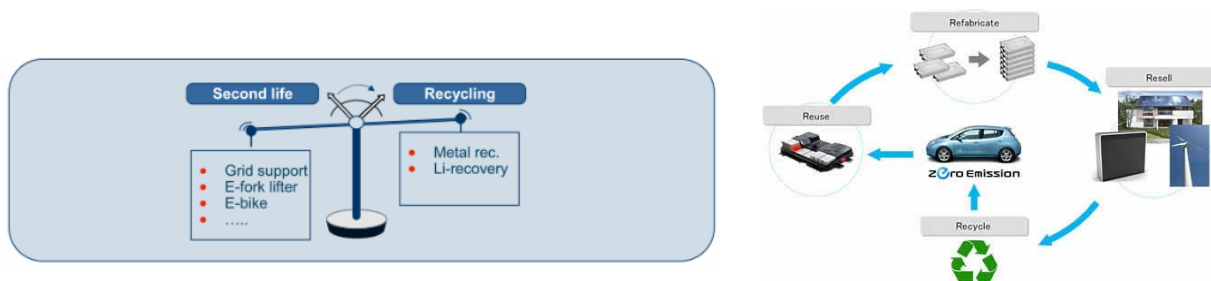 Second life
Recycling
Grid support
E-fork lifter
E-bike
.....
Metal rec.
Li-recovery
Refabricate
Resell
Reuse
Zero Emission
Recycle